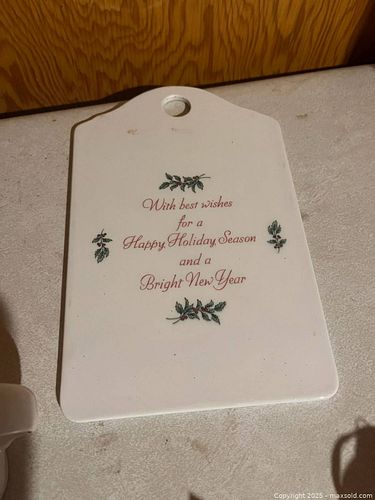 With best wishes
for a
Happy Holiday Season
and a
Bright New Year
Copyright 2025 - maxsold.com